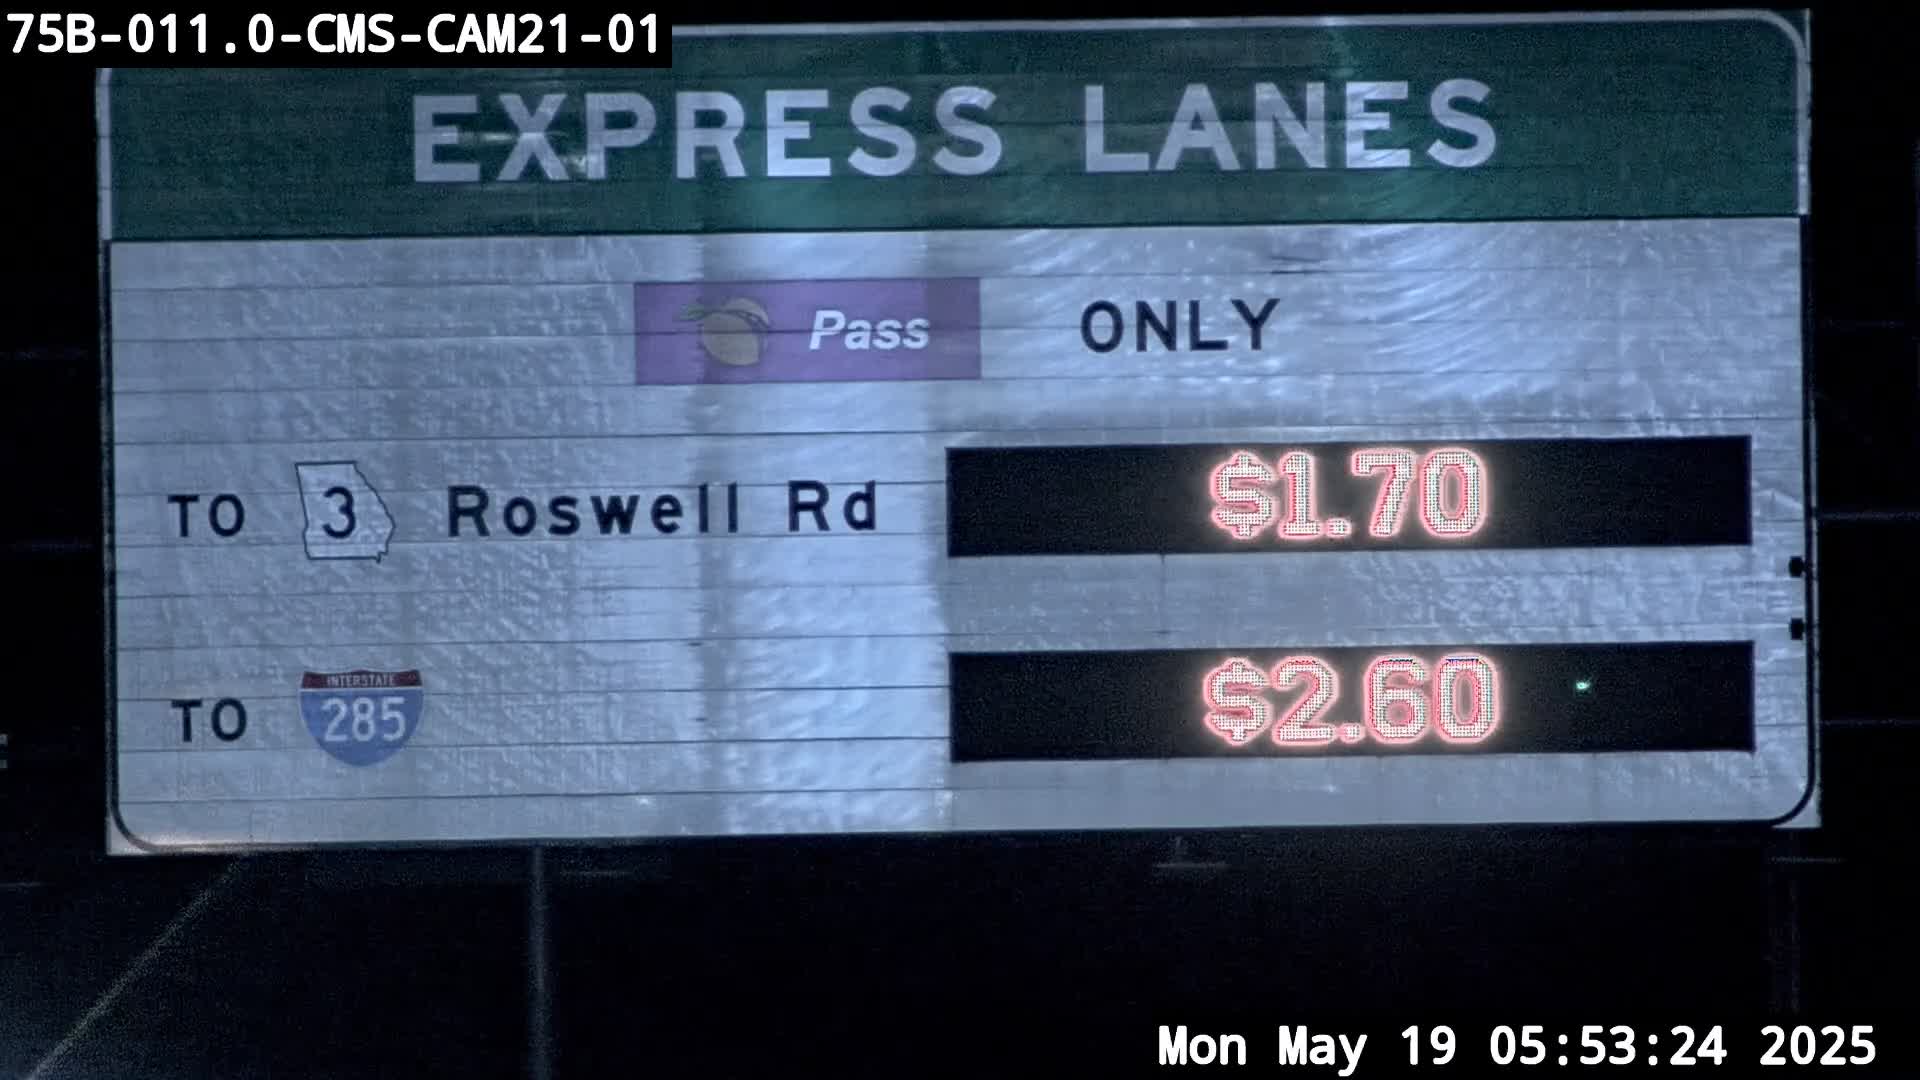 75B-011.0-CMS-CAM21-01
EXPRESS LANES
Pass ONLY
TO 3 Roswell Rd $1.70
TO INTERSTATE 285 $2.60
Mon May 19 05:53:24 2025